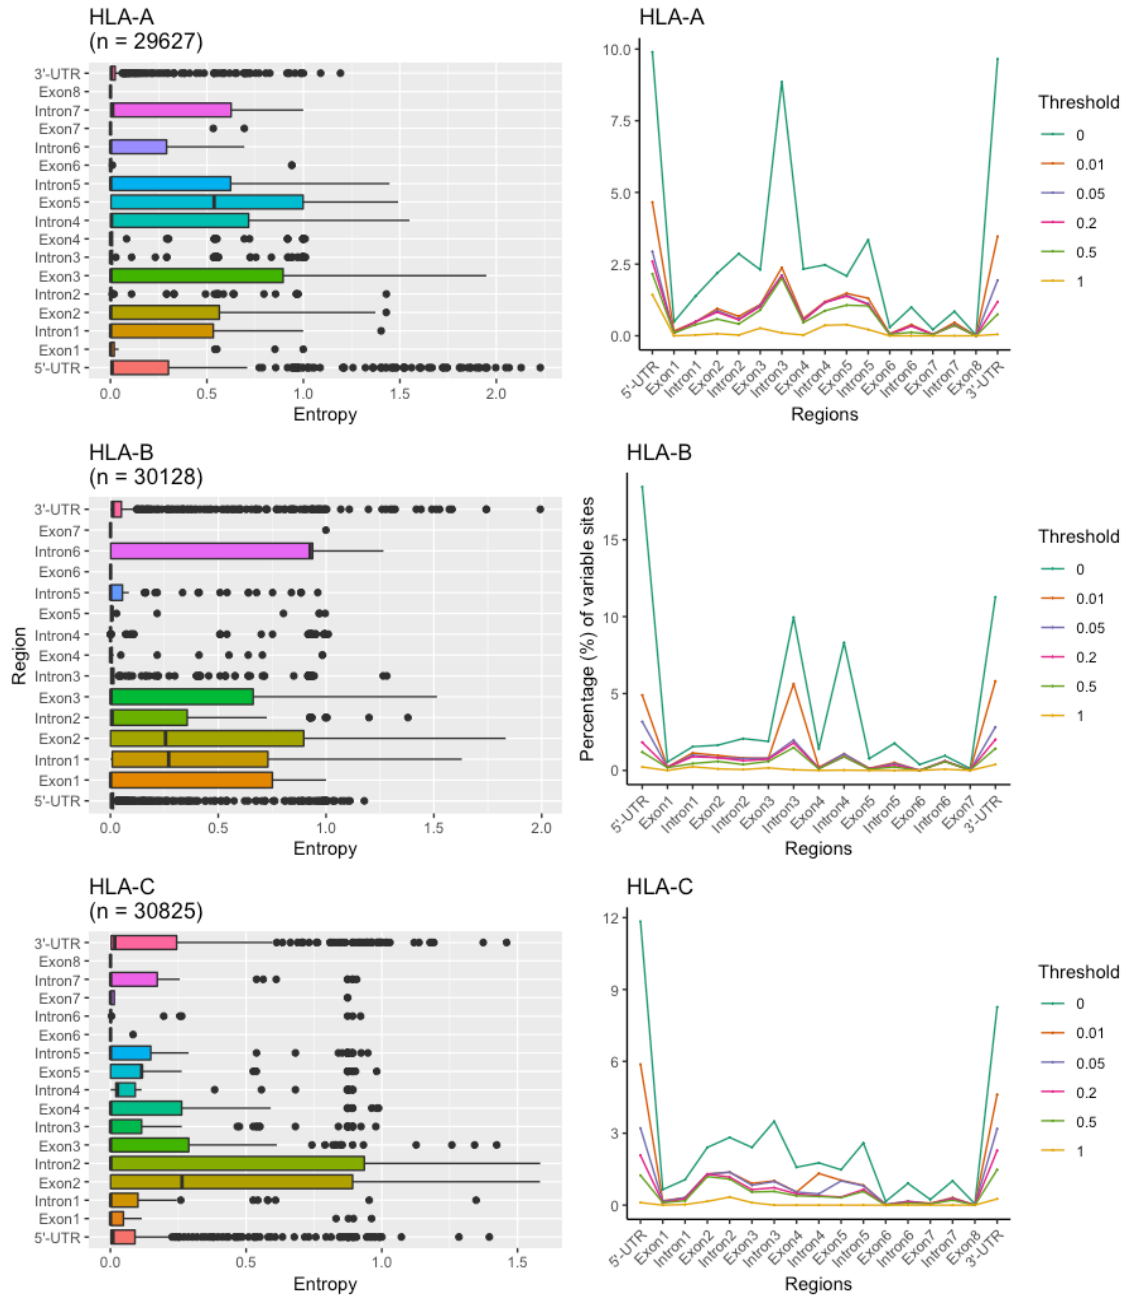 HLA-A
(n = 29627)
3'-UTR
Exon8
Intron7
Exon7
Intron6
Exon6
Intron5
Exon5
Intron4
Exon4
Intron3
Exon3
Intron2
Exon2
Intron1
Exon1
5'-UTR
0.0 0.5 1.0 1.5 2.0
Entropy
HLA-A
10.0
7.5
5.0
2.5
0.0
5'-UTR Exon1 Intron1 Exon2 Intron2 Exon3 Intron3 Exon4 Intron4 Exon5 Intron5 Exon6 Intron6 Exon7 Intron7 Exon8 3'-UTR
Regions
Threshold
0
0.01
0.05
0.2
0.5
1
HLA-B
(n = 30128)
Region
3'-UTR
Exon7
Intron6
Exon6
Intron5
Exon5
Intron4
Exon4
Intron3
Exon3
Intron2
Exon2
Intron1
Exon1
5'-UTR
0.0 0.5 1.0 1.5 2.0
Entropy
HLA-B
Percentage (%) of variable sites
15
10
5
0
5'-UTR Exon1 Intron1 Exon2 Intron2 Exon3 Intron3 Exon4 Intron4 Exon5 Intron5 Exon6 Intron6 Exon7 3'-UTR
Regions
Threshold
0
0.01
0.05
0.2
0.5
1
HLA-C
(n = 30825)
3'-UTR
Exon8
Intron7
Exon7
Intron6
Exon6
Intron5
Exon5
Intron4
Exon4
Intron3
Exon3
Intron2
Exon2
Intron1
Exon1
5'-UTR
0.0 0.5 1.0 1.5
Entropy
HLA-C
12
9
6
3
0
5'-UTR Exon1 Intron1 Exon2 Intron2 Exon3 Intron3 Exon4 Intron4 Exon5 Intron5 Exon6 Intron6 Exon7 Intron7 Exon8 3'-UTR
Regions
Threshold
0
0.01
0.05
0.2
0.5
1